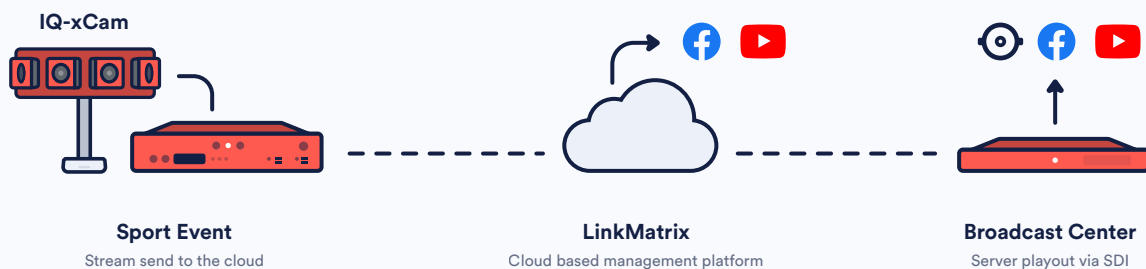 IQ-xCam
Sport Event
Stream send to the cloud
LinkMatrix
Cloud based management platform
Broadcast Center
Server playout via SDI